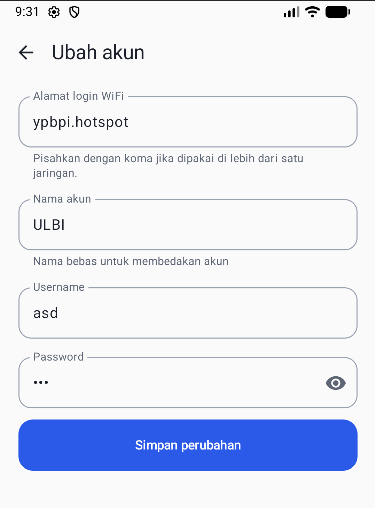 9:31
Ubah akun
Alamat login WiFi
ypbpi.hotspot
Pisahkan dengan koma jika dipakai di lebih dari satu
jaringan.
Nama akun
ULBI
Nama bebas untuk membedakan akun
Username
asd
Password
•••
Simpan perubahan